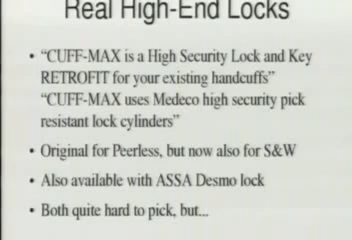 Real High-End Locks
• “CUFF-MAX is a High Security Lock and Key
RETROFIT for your existing handcuffs”
“CUFF-MAX uses Medeco high security pick
resistant lock cylinders”
• Original for Peerless, but now also for S&W
• Also available with ASSA Desmo lock
• Both quite hard to pick, but...